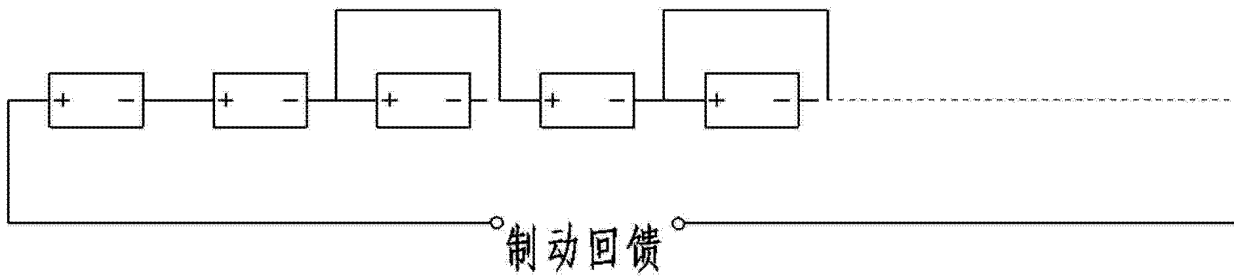 + - + - + - + - + -
制动回馈